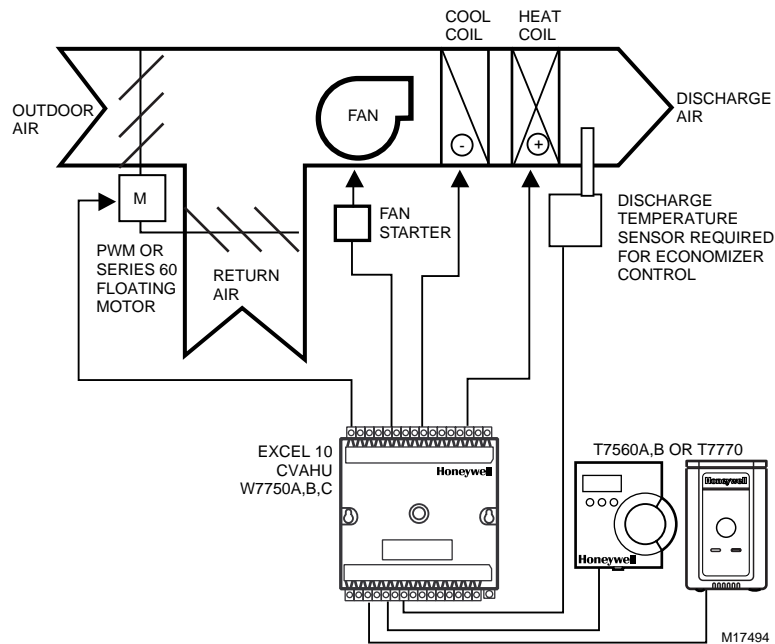 COOL
COIL
HEAT
COIL
OUTDOOR
AIR
FAN
DISCHARGE
AIR
-
+
M
FAN
STARTER
DISCHARGE
TEMPERATURE
SENSOR REQUIRED
FOR ECONOMIZER
CONTROL
PWM OR
SERIES 60
FLOATING
MOTOR
RETURN
AIR
EXCEL 10
CVAHU
W7750A,B,C
Honeywell
T7560A,B OR T7770
Honeywell
Honeywell
M17494